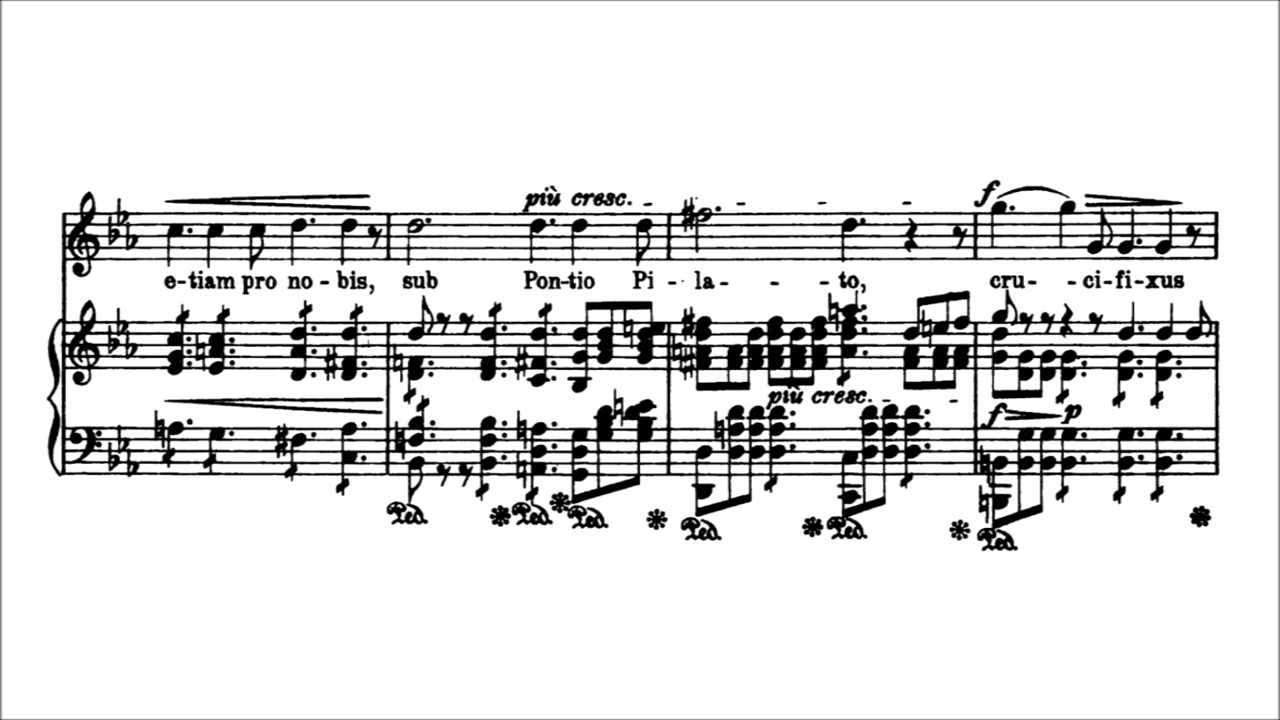 più cresc. - - - -
f
e-tiam pro no - bis, sub Pon-tio Pi - - la - - - to, cru - - ci-fi-xus
più cresc. - -
f p
Ped. * Ped. * Ped. * Ped. * Ped. * Ped. *